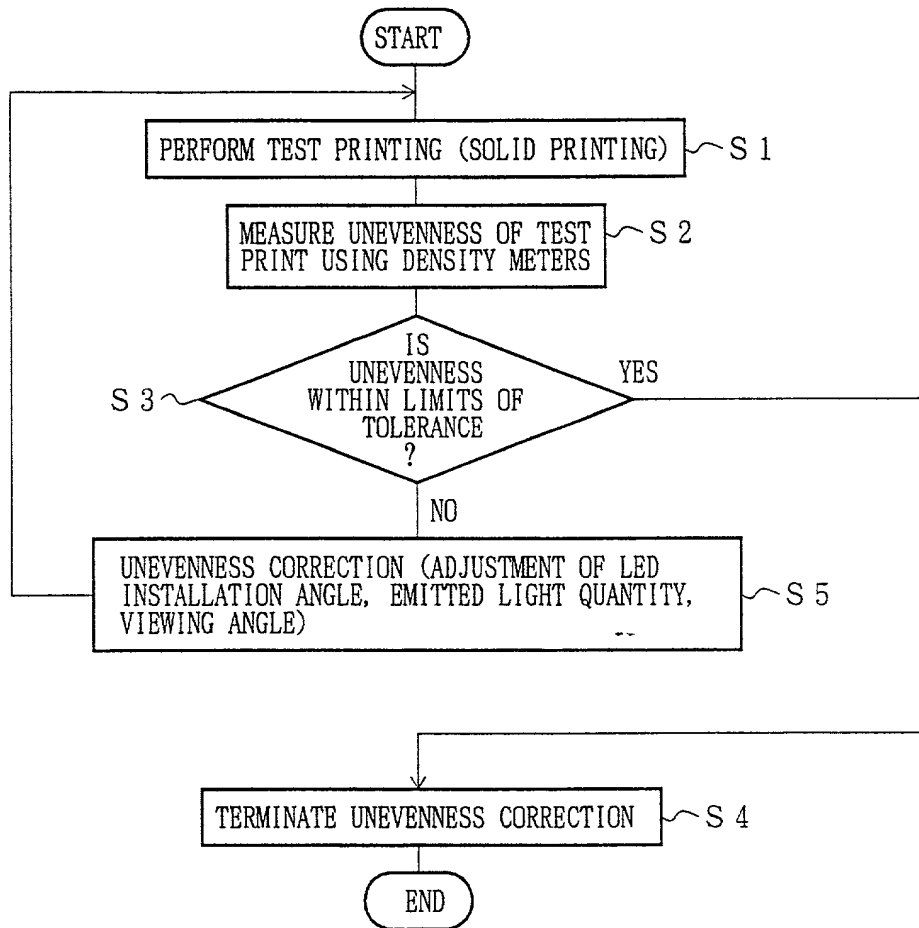 START
PERFORM TEST PRINTING (SOLID PRINTING)
S 1
MEASURE UNEVENNESS OF TEST
PRINT USING DENSITY METERS
S 2
IS
UNEVENNESS
WITHIN LIMITS OF
TOLERANCE
?
S 3
YES
NO
UNEVENNESS CORRECTION (ADJUSTMENT OF LED
INSTALLATION ANGLE, EMITTED LIGHT QUANTITY,
VIEWING ANGLE)
S 5
TERMINATE UNEVENNESS CORRECTION
S 4
END